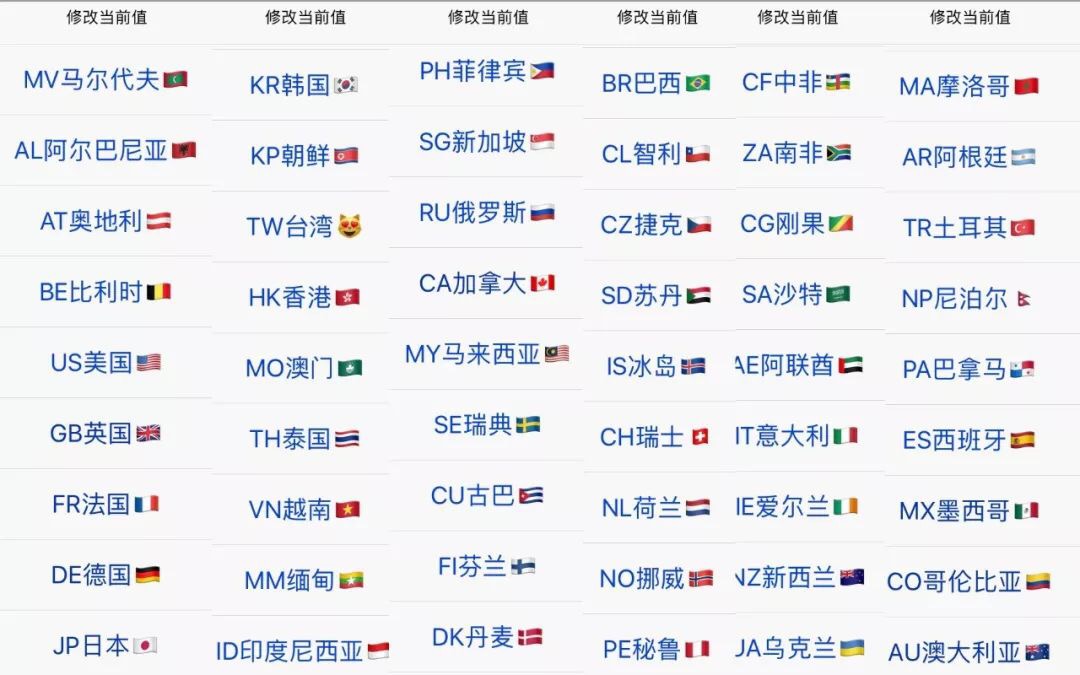 修改当前值
MV马尔代夫🇲🇻
AL阿尔巴尼亚🇦🇱
AT奥地利🇦🇹
BE比利时🇧🇪
US美国🇺🇸
GB英国🇬🇧
FR法国🇫🇷
DE德国🇩🇪
JP日本🇯🇵
修改当前值
KR韩国🇰🇷
KP朝鲜🇰🇵
TW台湾😻
HK香港🇭🇰
MO澳门🇲🇴
TH泰国🇹🇭
VN越南🇻🇳
MM缅甸🇲🇲
ID印度尼西亚🇮🇩
修改当前值
PH菲律宾🇵🇭
SG新加坡🇸🇬
RU俄罗斯🇷🇺
CA加拿大🇨🇦
MY马来西亚🇲🇾
SE瑞典🇸🇪
CU古巴🇨🇺
FI芬兰🇫🇮
DK丹麦🇩🇰
修改当前值
BR巴西🇧🇷
CL智利🇨🇱
CZ捷克🇨🇿
SD苏丹🇸🇩
IS冰岛🇮🇸
CH瑞士🇨🇭
NL荷兰🇳🇱
NO挪威🇳🇴
PE秘鲁🇵🇪
修改当前值
CF中非🇨🇫
ZA南非🇿🇦
CG刚果🇨🇬
SA沙特🇸🇦
AE阿联酋🇦🇪
IT意大利🇮🇹
IE爱尔兰🇮🇪
NZ新西兰🇳🇿
UA乌克兰🇺🇦
修改当前值
MA摩洛哥🇲🇦
AR阿根廷🇦🇷
TR土耳其🇹🇷
NP尼泊尔🇳🇵
PA巴拿马🇵🇦
ES西班牙🇪🇸
MX墨西哥🇲🇽
CO哥伦比亚🇨🇴
AU澳大利亚🇦🇺